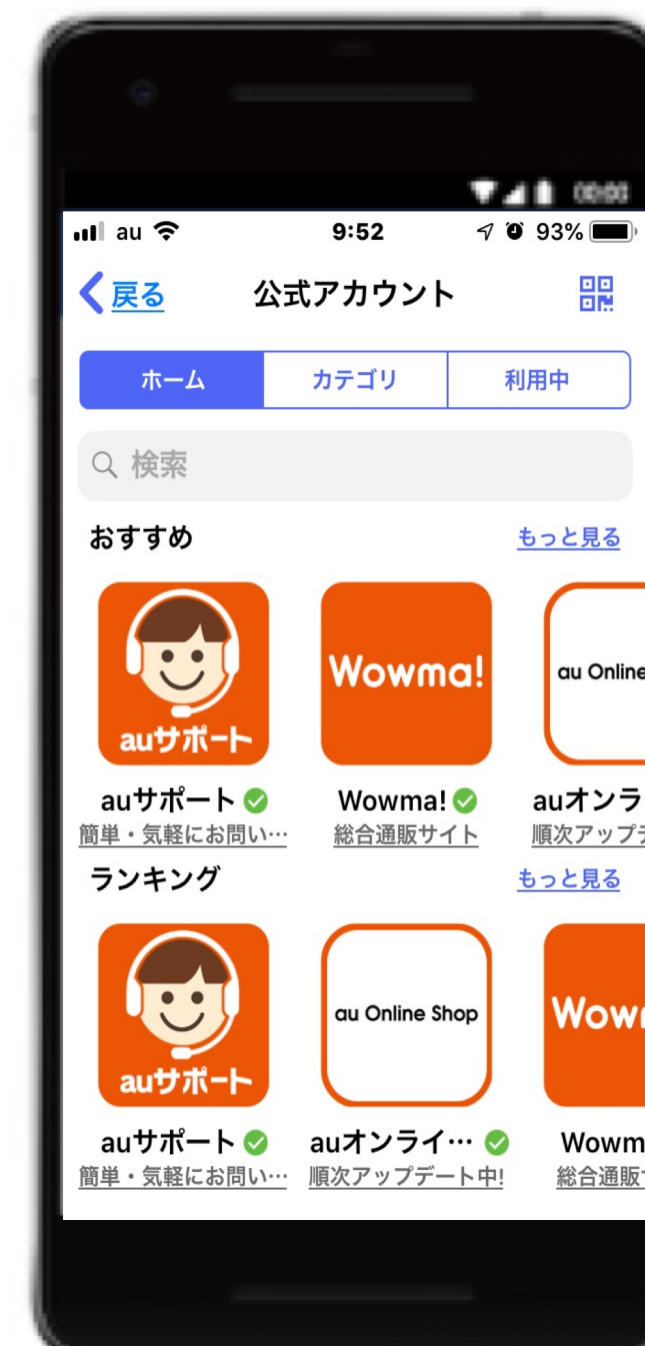 00:00
au 9:52 93%
戻る 公式アカウント
ホーム カテゴリ 利用中
検索
おすすめ もっと見る
auサポート Wowma! au Online
auサポート Wowma! auオンラ
簡単・気軽にお問い… 総合通販サイト 順次アップデ
ランキング もっと見る
auサポート au Online Shop Wow
auサポート auオンライ… Wowm
簡単・気軽にお問い… 順次アップデート中! 総合通販